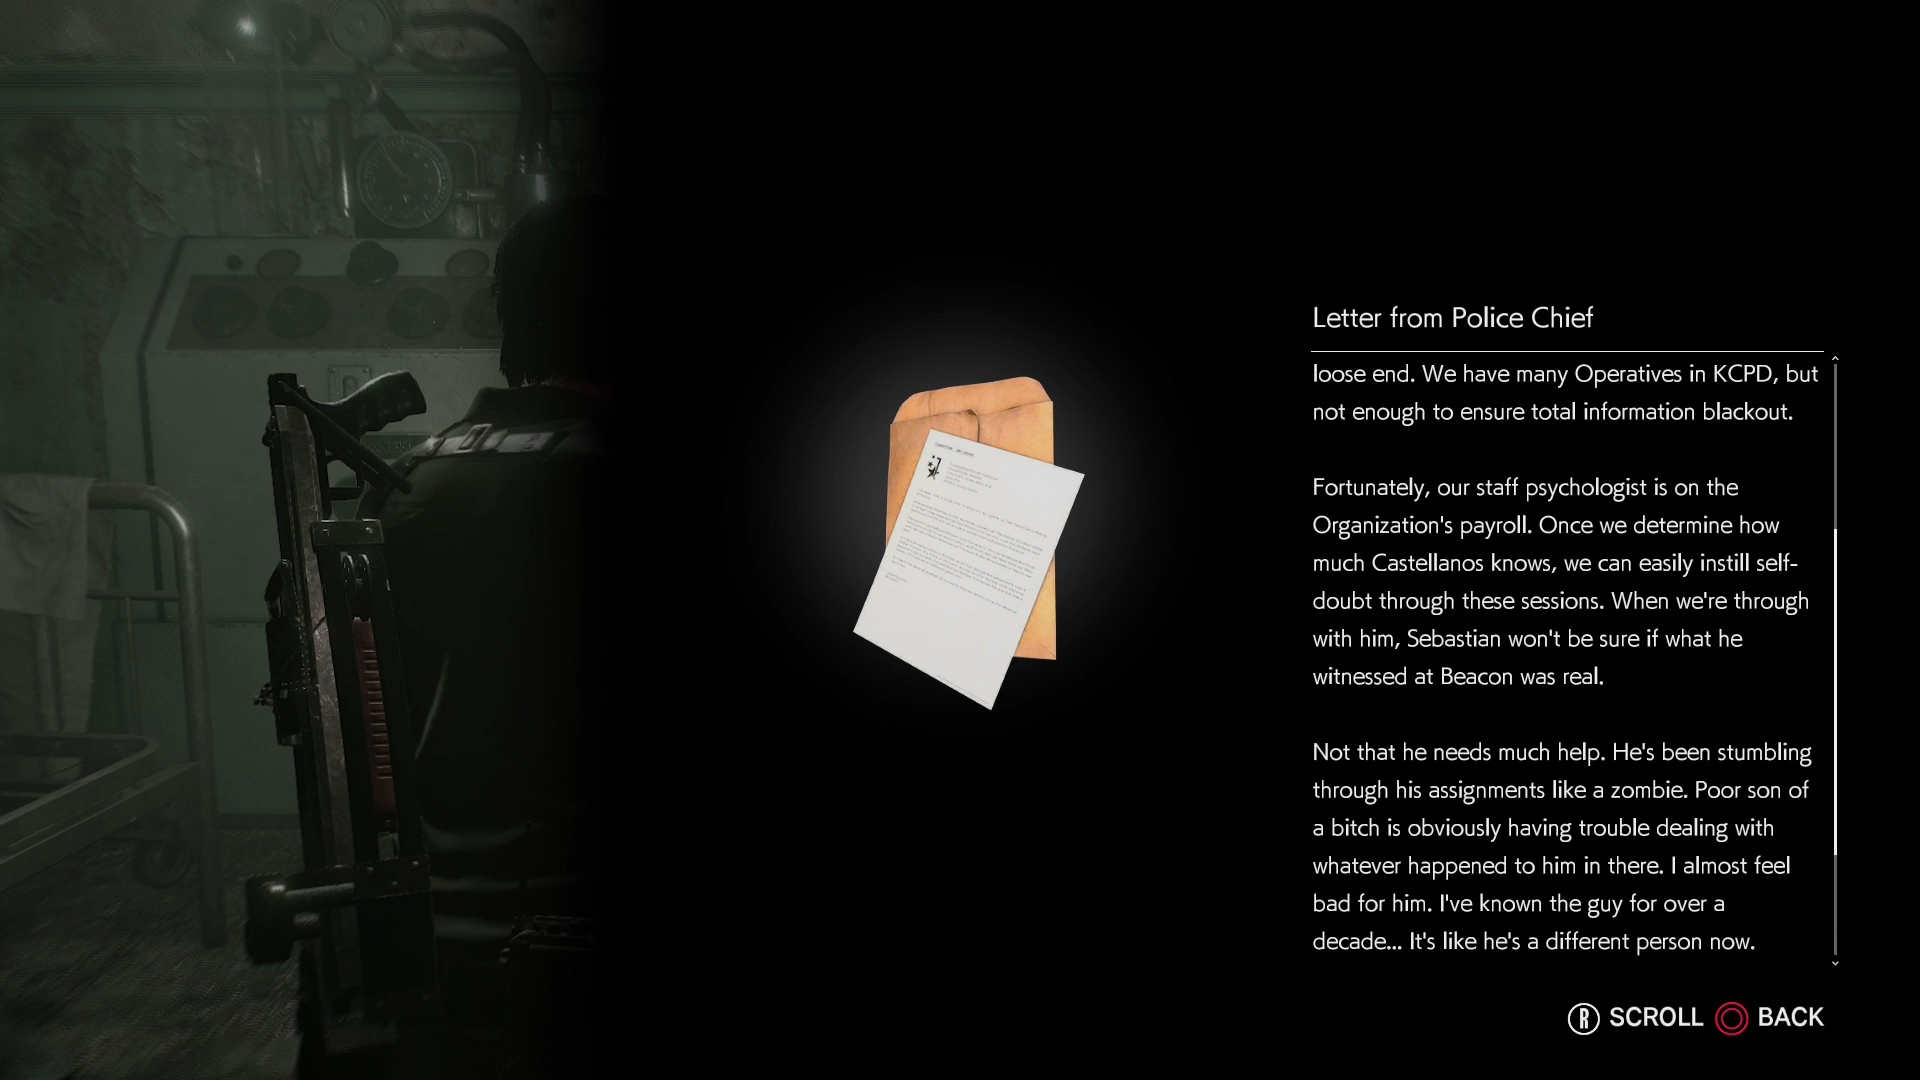 Letter from Police Chief
loose end. We have many Operatives in KCPD, but
not enough to ensure total information blackout.
Fortunately, our staff psychologist is on the
Organization's payroll. Once we determine how
much Castellanos knows, we can easily instill self-
doubt through these sessions. When we're through
with him, Sebastian won't be sure if what he
witnessed at Beacon was real.
Not that he needs much help. He's been stumbling
through his assignments like a zombie. Poor son of
a bitch is obviously having trouble dealing with
whatever happened to him in there. I almost feel
bad for him. I've known the guy for over a
decade... It's like he's a different person now.
R SCROLL BACK